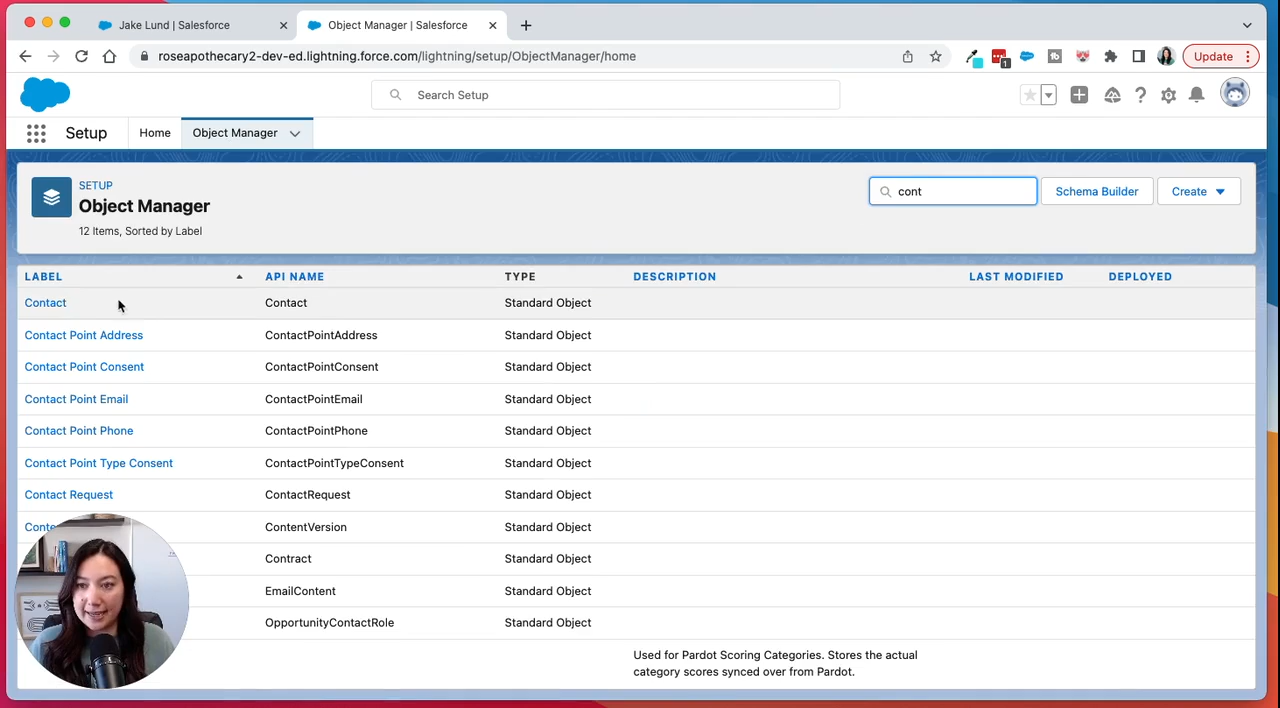 Jake Lund | Salesforce
Object Manager | Salesforce
roseapothecary2-dev-ed.lightning.force.com/lightning/setup/ObjectManager/home
1
Update
Search Setup
Setup
Home
Object Manager
SETUP
Object Manager
12 Items, Sorted by Label
cont
Schema Builder
Create
LABEL API NAME TYPE DESCRIPTION LAST MODIFIED DEPLOYED
Contact Contact Standard Object
Contact Point Address ContactPointAddress Standard Object
Contact Point Consent ContactPointConsent Standard Object
Contact Point Email ContactPointEmail Standard Object
Contact Point Phone ContactPointPhone Standard Object
Contact Point Type Consent ContactPointTypeConsent Standard Object
Contact Request ContactRequest Standard Object
Conte ContentVersion Standard Object
Contract Standard Object
EmailContent Standard Object
OpportunityContactRole Standard Object
Used for Pardot Scoring Categories. Stores the actual
category scores synced over from Pardot.